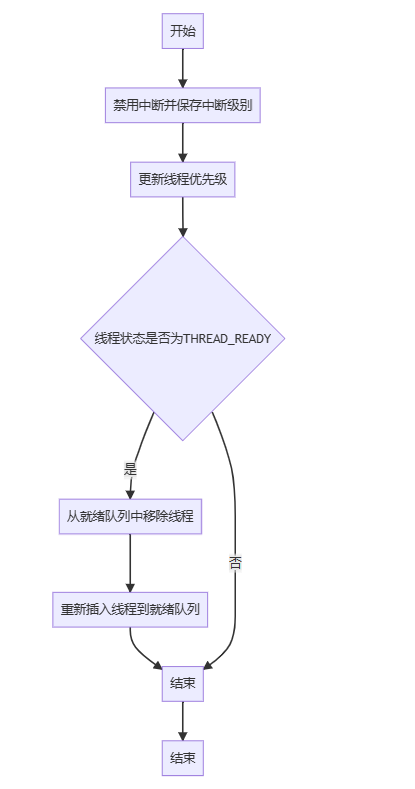 开始
禁用中断并保存中断级别
更新线程优先级
线程状态是否为THREAD_READY
是
从就绪队列中移除线程
否
重新插入线程到就绪队列
结束
结束